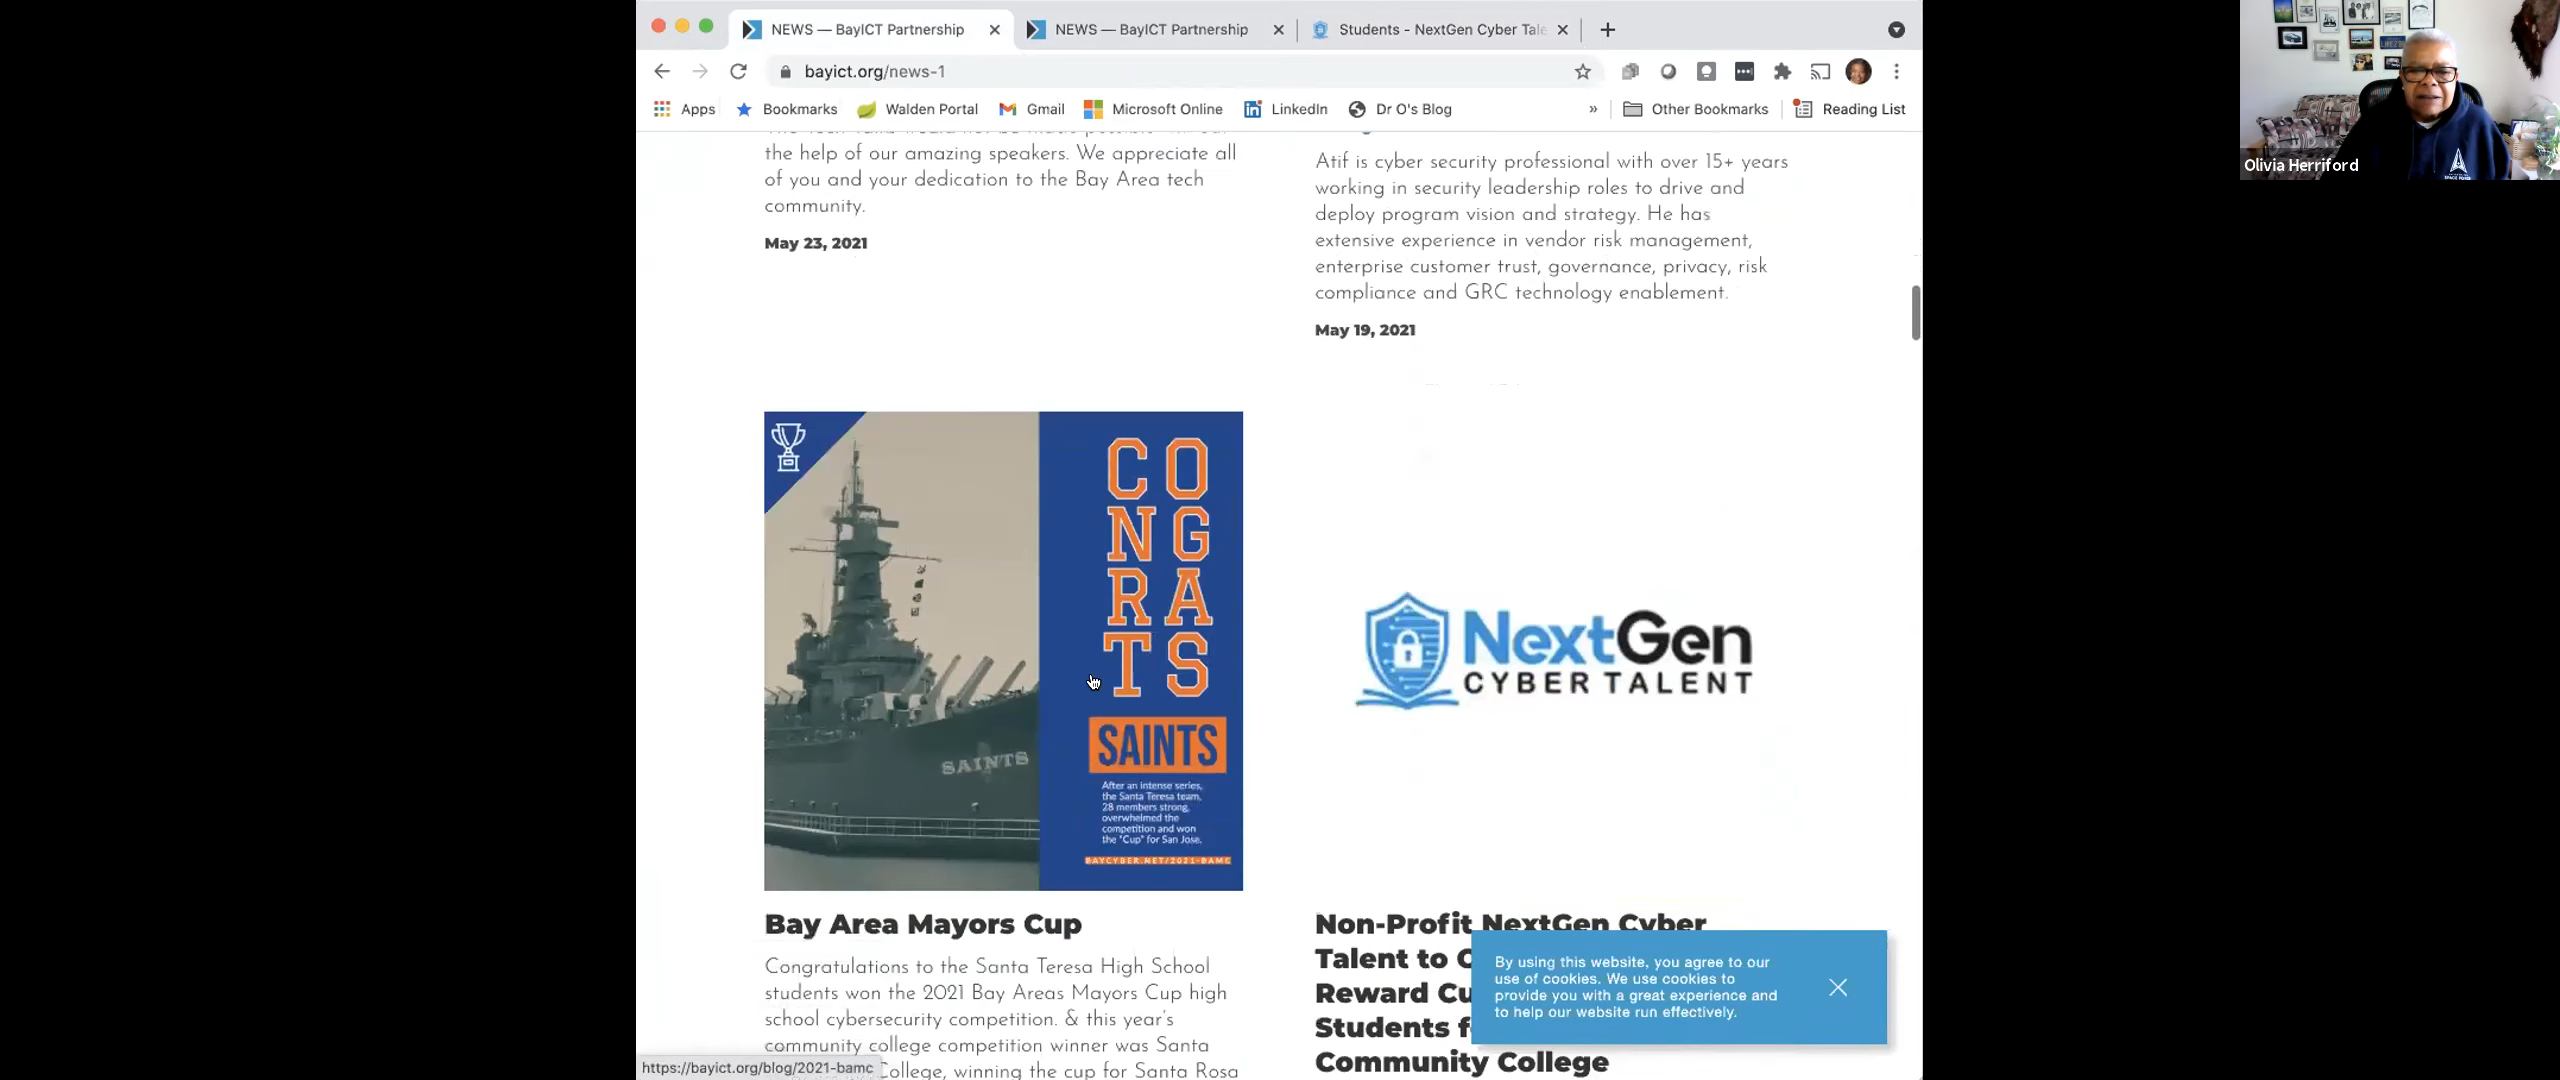 NEWS — BayICT Partnership
NEWS — BayICT Partnership
Students - NextGen Cyber Tale
bayict.org/news-1
Apps
Bookmarks
Walden Portal
Gmail
Microsoft Online
LinkedIn
Dr O's Blog
»
Other Bookmarks
Reading List
Olivia Herriford
the help of our amazing speakers. We appreciate all
of you and your dedication to the Bay Area tech
community.
May 23, 2021
Atif is cyber security professional with over 15+ years
working in security leadership roles to drive and
deploy program vision and strategy. He has
extensive experience in vendor risk management,
enterprise customer trust, governance, privacy, risk
compliance and GRC technology enablement.
May 19, 2021
CO
NG
RA
TS
SAINTS
SAINTS
After an intense series,
the Santa Teresa team,
28 members strong,
overwhelmed the
competition and won
the "Cup" for San Jose.
BAYCYBER.NET/2021-BAMC
NextGen
CYBER TALENT
Bay Area Mayors Cup
Congratulations to the Santa Teresa High School
students won the 2021 Bay Areas Mayors Cup high
school cybersecurity competition. & this year's
community college competition winner was Santa
College, winning the cup for Santa Rosa
Non-Profit NextGen Cyber
Talent to
Reward
Students
Community College
By using this website, you agree to our
use of cookies. We use cookies to
provide you with a great experience and
to help our website run effectively.
https://bayict.org/blog/2021-bamc